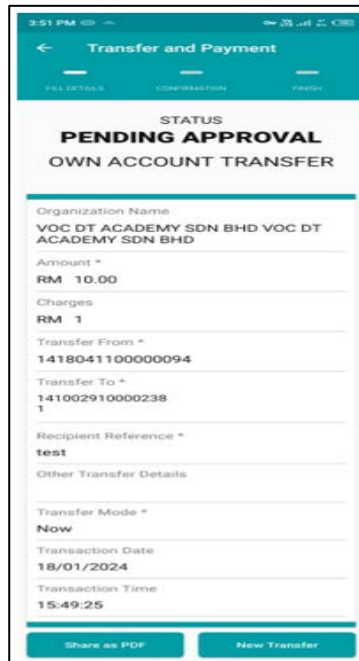 3:51 PM
Transfer and Payment
FILL DETAILS CONFIRMATION FINISH
STATUS
PENDING APPROVAL
OWN ACCOUNT TRANSFER
Organization Name
VOC DT ACADEMY SDN BHD VOC DT
ACADEMY SDN BHD
Amount *
RM 10.00
Charges
RM 1
Transfer From *
1418041100000094
Transfer To *
141002910000238
1
Recipient Reference *
test
Other Transfer Details
Transfer Mode *
Now
Transaction Date
18/01/2024
Transaction Time
15:49:25
Share as PDF New Transfer